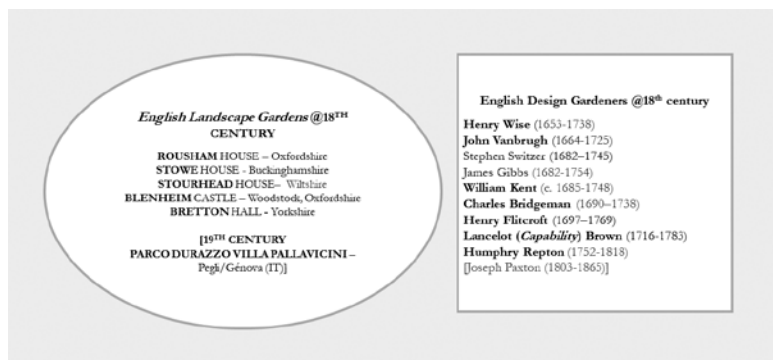 English Landscape Gardens @18TH
CENTURY
ROUSHAM HOUSE – Oxfordshire
STOWE HOUSE - Buckinghamshire
STOURHEAD HOUSE– Wiltshire
BLENHEIM CASTLE – Woodstock, Oxfordshire
BRETTON HALL - Yorkshire
[19TH CENTURY
PARCO DURAZZO VILLA PALLAVICINI –
Pegli/Génova (IT)]
English Design Gardeners @18th century
Henry Wise (1653-1738)
John Vanbrugh (1664-1725)
Stephen Switzer (1682–1745)
James Gibbs (1682-1754)
William Kent (c. 1685-1748)
Charles Bridgeman (1690–1738)
Henry Flitcroft (1697–1769)
Lancelot (Capability) Brown (1716-1783)
Humphry Repton (1752-1818)
[Joseph Paxton (1803-1865)]